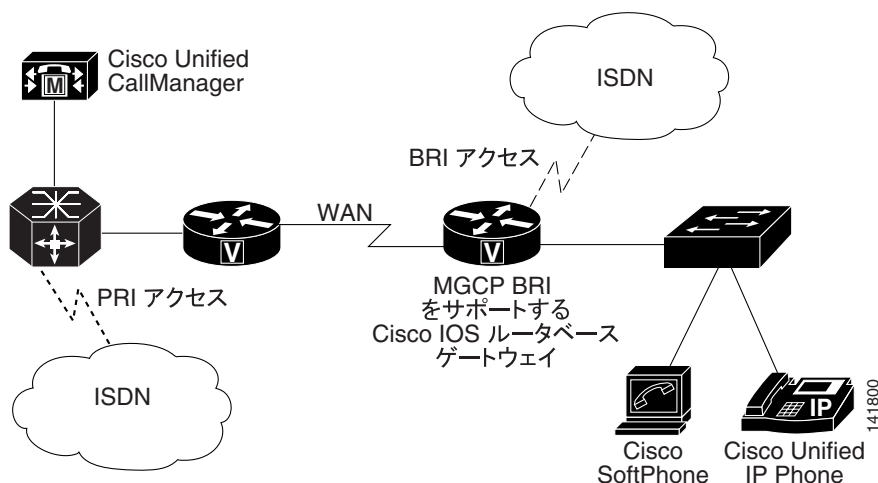 Cisco Unified
CallManager
M
ISDN
BRI アクセス
WAN
V
V
PRI アクセス
MGCP BRI
をサポートする
Cisco IOS ルータベース
ゲートウェイ
ISDN
IP
Cisco
SoftPhone
Cisco Unified
IP Phone
141800